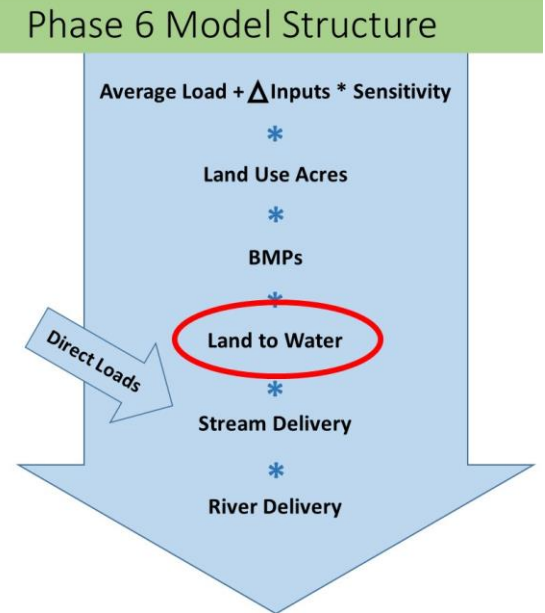 Phase 6 Model Structure
Average Load + Δ Inputs * Sensitivity
*
Land Use Acres
*
BMPs
*
Land to Water
Direct Loads
*
Stream Delivery
*
River Delivery